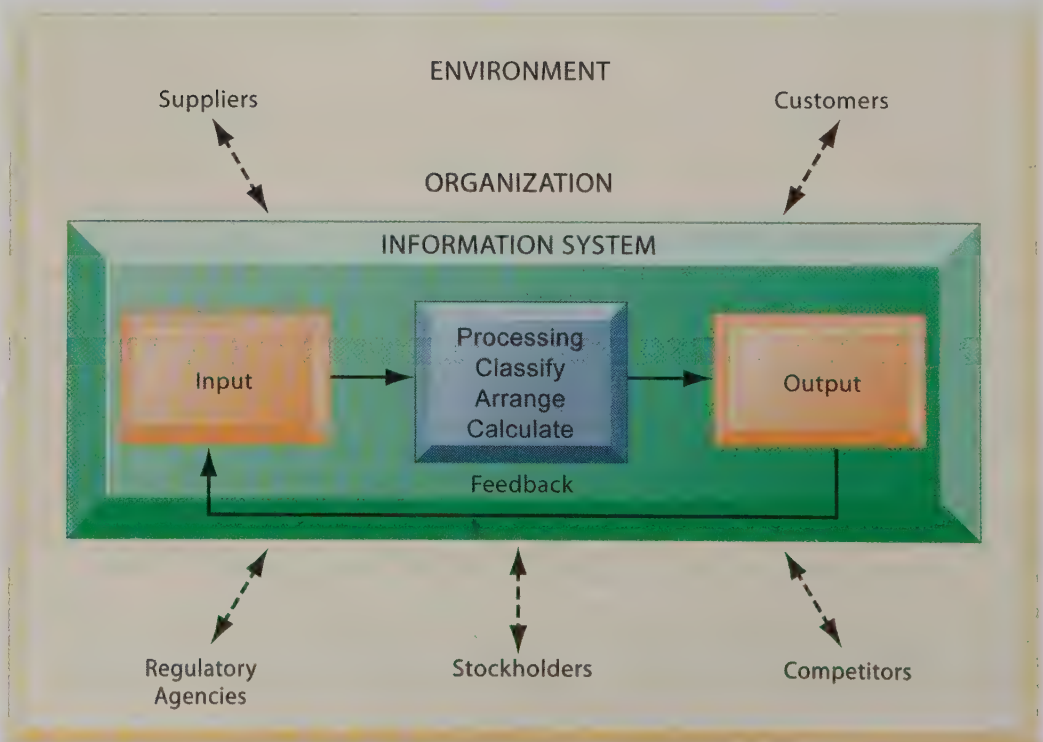 ENVIRONMENT
Suppliers
Customers
ORGANIZATION
INFORMATION SYSTEM
Input
Processing
Classify
Arrange
Calculate
Output
Feedback
Regulatory
Agencies
Stockholders
Competitors